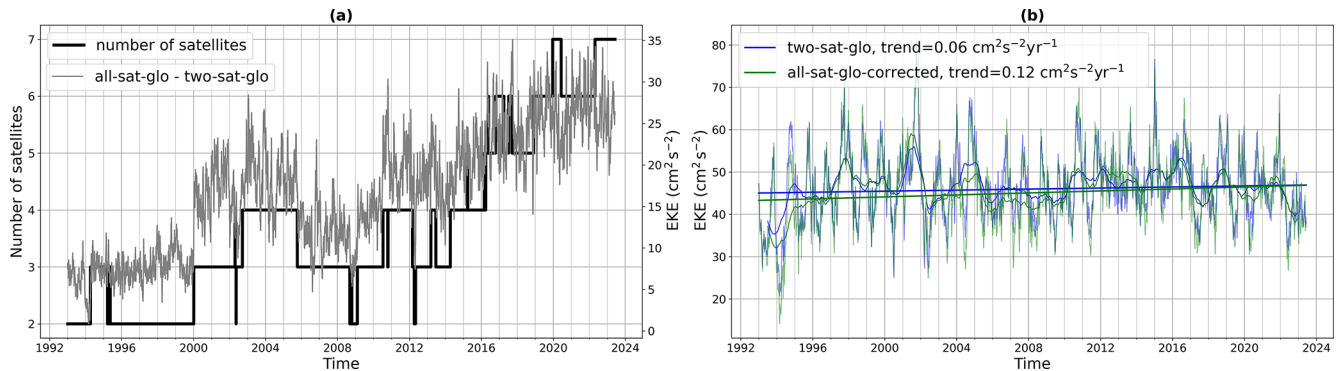 (a)
number of satellites
all-sat-glo - two-sat-glo
Number of satellites
7
6
5
4
3
2
35
30
25
20
15
10
5
0
EKE (cm² s⁻²)
1992 1996 2000 2004 2008 2012 2016 2020 2024
Time
(b)
two-sat-glo, trend=0.06 cm²s⁻²yr⁻¹
all-sat-glo-corrected, trend=0.12 cm²s⁻²yr⁻¹
EKE (cm² s⁻²)
80
70
60
50
40
30
20
1992 1996 2000 2004 2008 2012 2016 2020 2024
Time